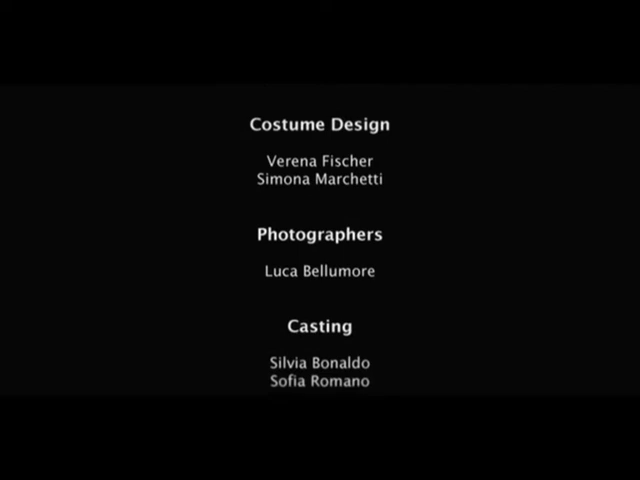 Costume Design
Verena Fischer
Simona Marchetti
Photographers
Luca Bellumore
Casting
Silvia Bonaldo
Sofia Romano